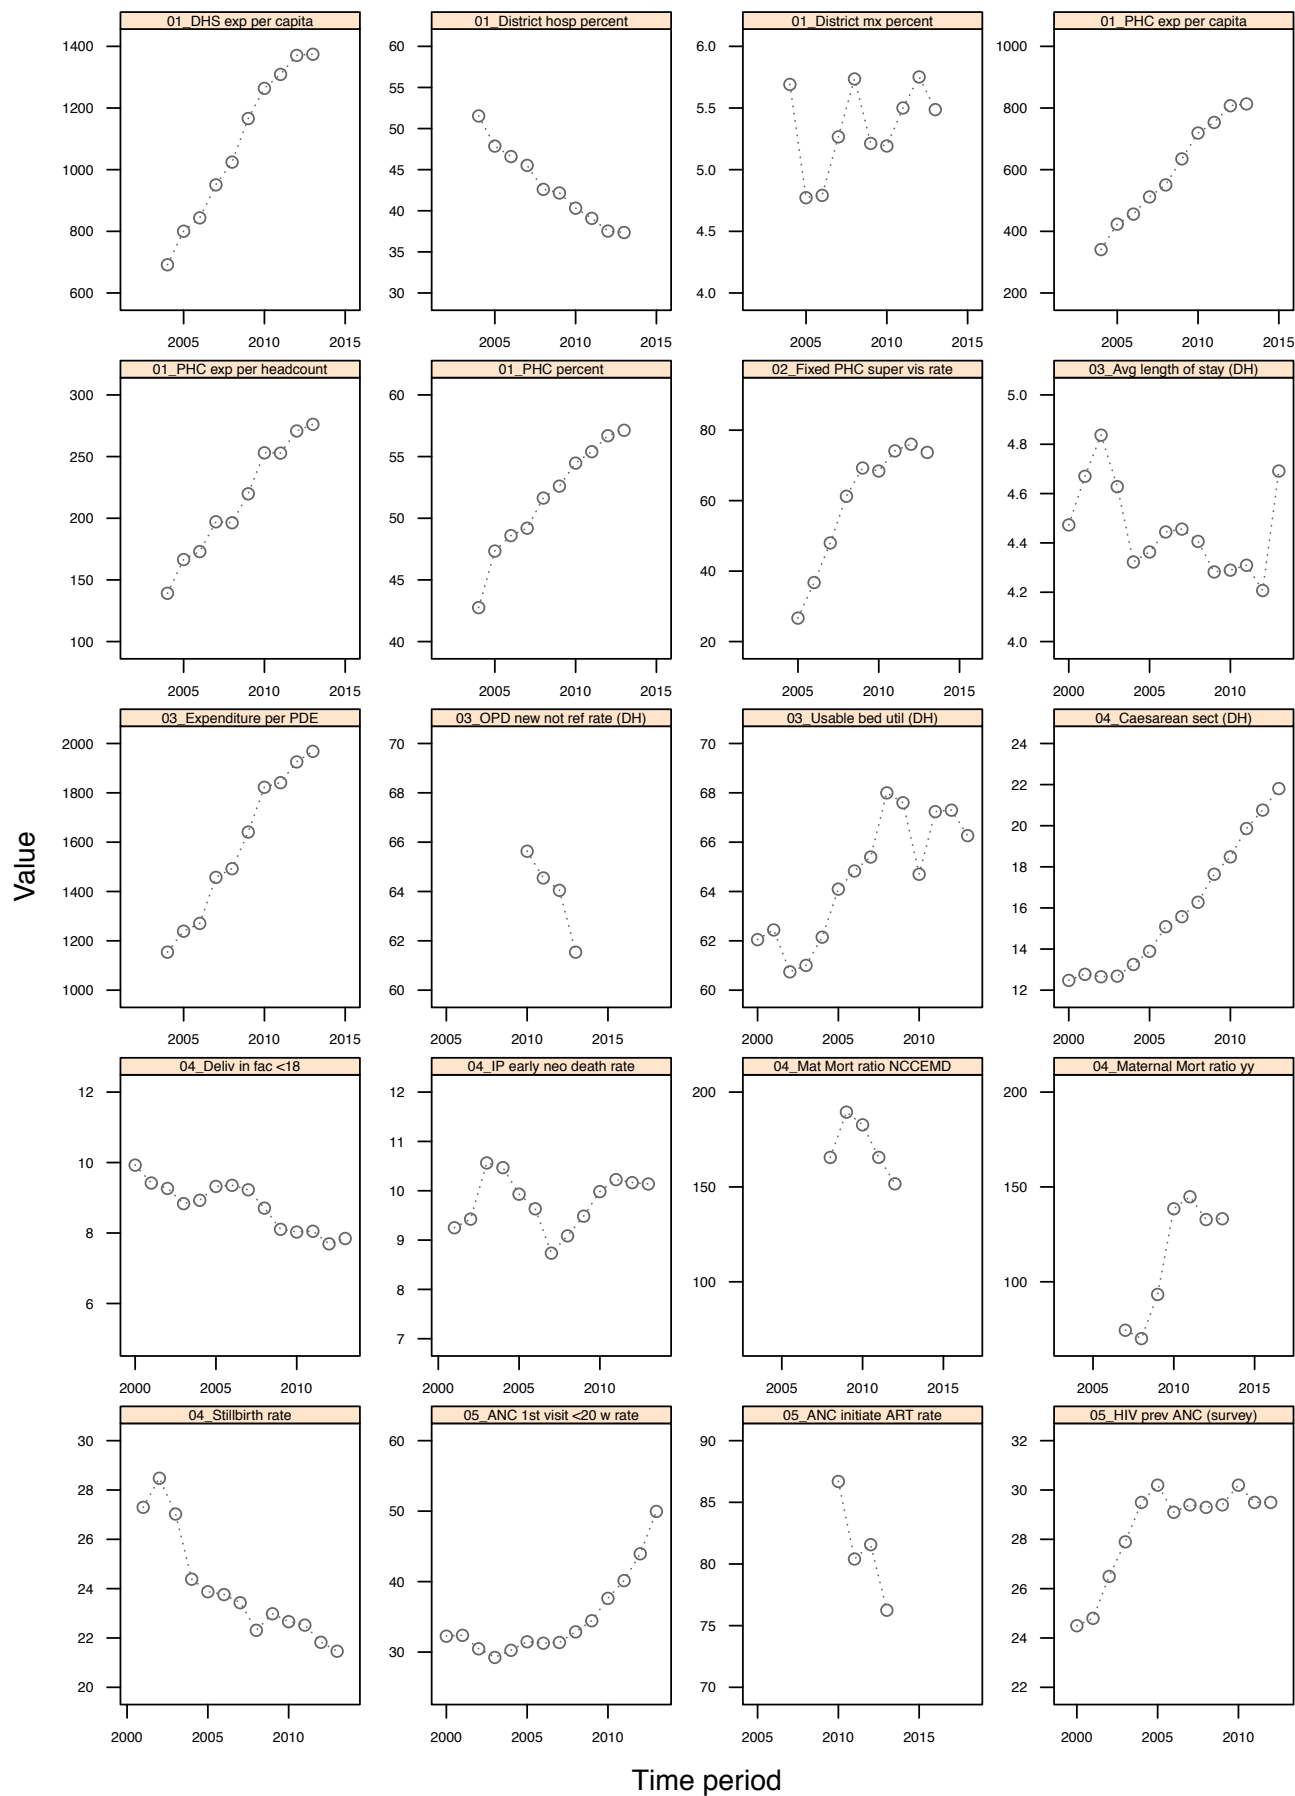 01_DHS exp per capita
01_District hosp percent
01_District mx percent
01_PHC exp per capita
1400
1200
1000
800
600
60
55
50
45
40
35
30
6.0
5.5
5.0
4.5
4.0
1000
800
600
400
200
2005 2010 2015
2005 2010 2015
2005 2010 2015
2005 2010 2015
01_PHC exp per headcount
01_PHC percent
02_Fixed PHC super vis rate
03_Avg length of stay (DH)
300
250
200
150
100
60
55
50
45
40
80
60
40
20
5.0
4.8
4.6
4.4
4.2
4.0
2005 2010 2015
2005 2010 2015
2005 2010 2015
2000 2005 2010
03_Expenditure per PDE
03_OPD new not ref rate (DH)
03_Usable bed util (DH)
04_Caesarean sect (DH)
2000
1800
1600
1400
1200
1000
70
68
66
64
62
60
70
68
66
64
62
60
24
22
20
18
16
14
12
2005 2010 2015
2005 2010 2015
2000 2005 2010
2000 2005 2010
04_Deliv in fac <18
04_IP early neo death rate
04_Mat Mort ratio NCCEMD
04_Maternal Mort ratio yy
12
10
8
6
12
11
10
9
8
7
200
150
100
200
150
100
2000 2005 2010
2000 2005 2010
2005 2010 2015
2005 2010 2015
04_Stillbirth rate
05_ANC 1st visit <20 w rate
05_ANC initiate ART rate
05_HIV prev ANC (survey)
30
28
26
24
22
20
60
50
40
30
90
85
80
75
70
32
30
28
26
24
22
2000 2005 2010
2000 2005 2010
2005 2010 2015
2000 2005 2010
Value
Time period